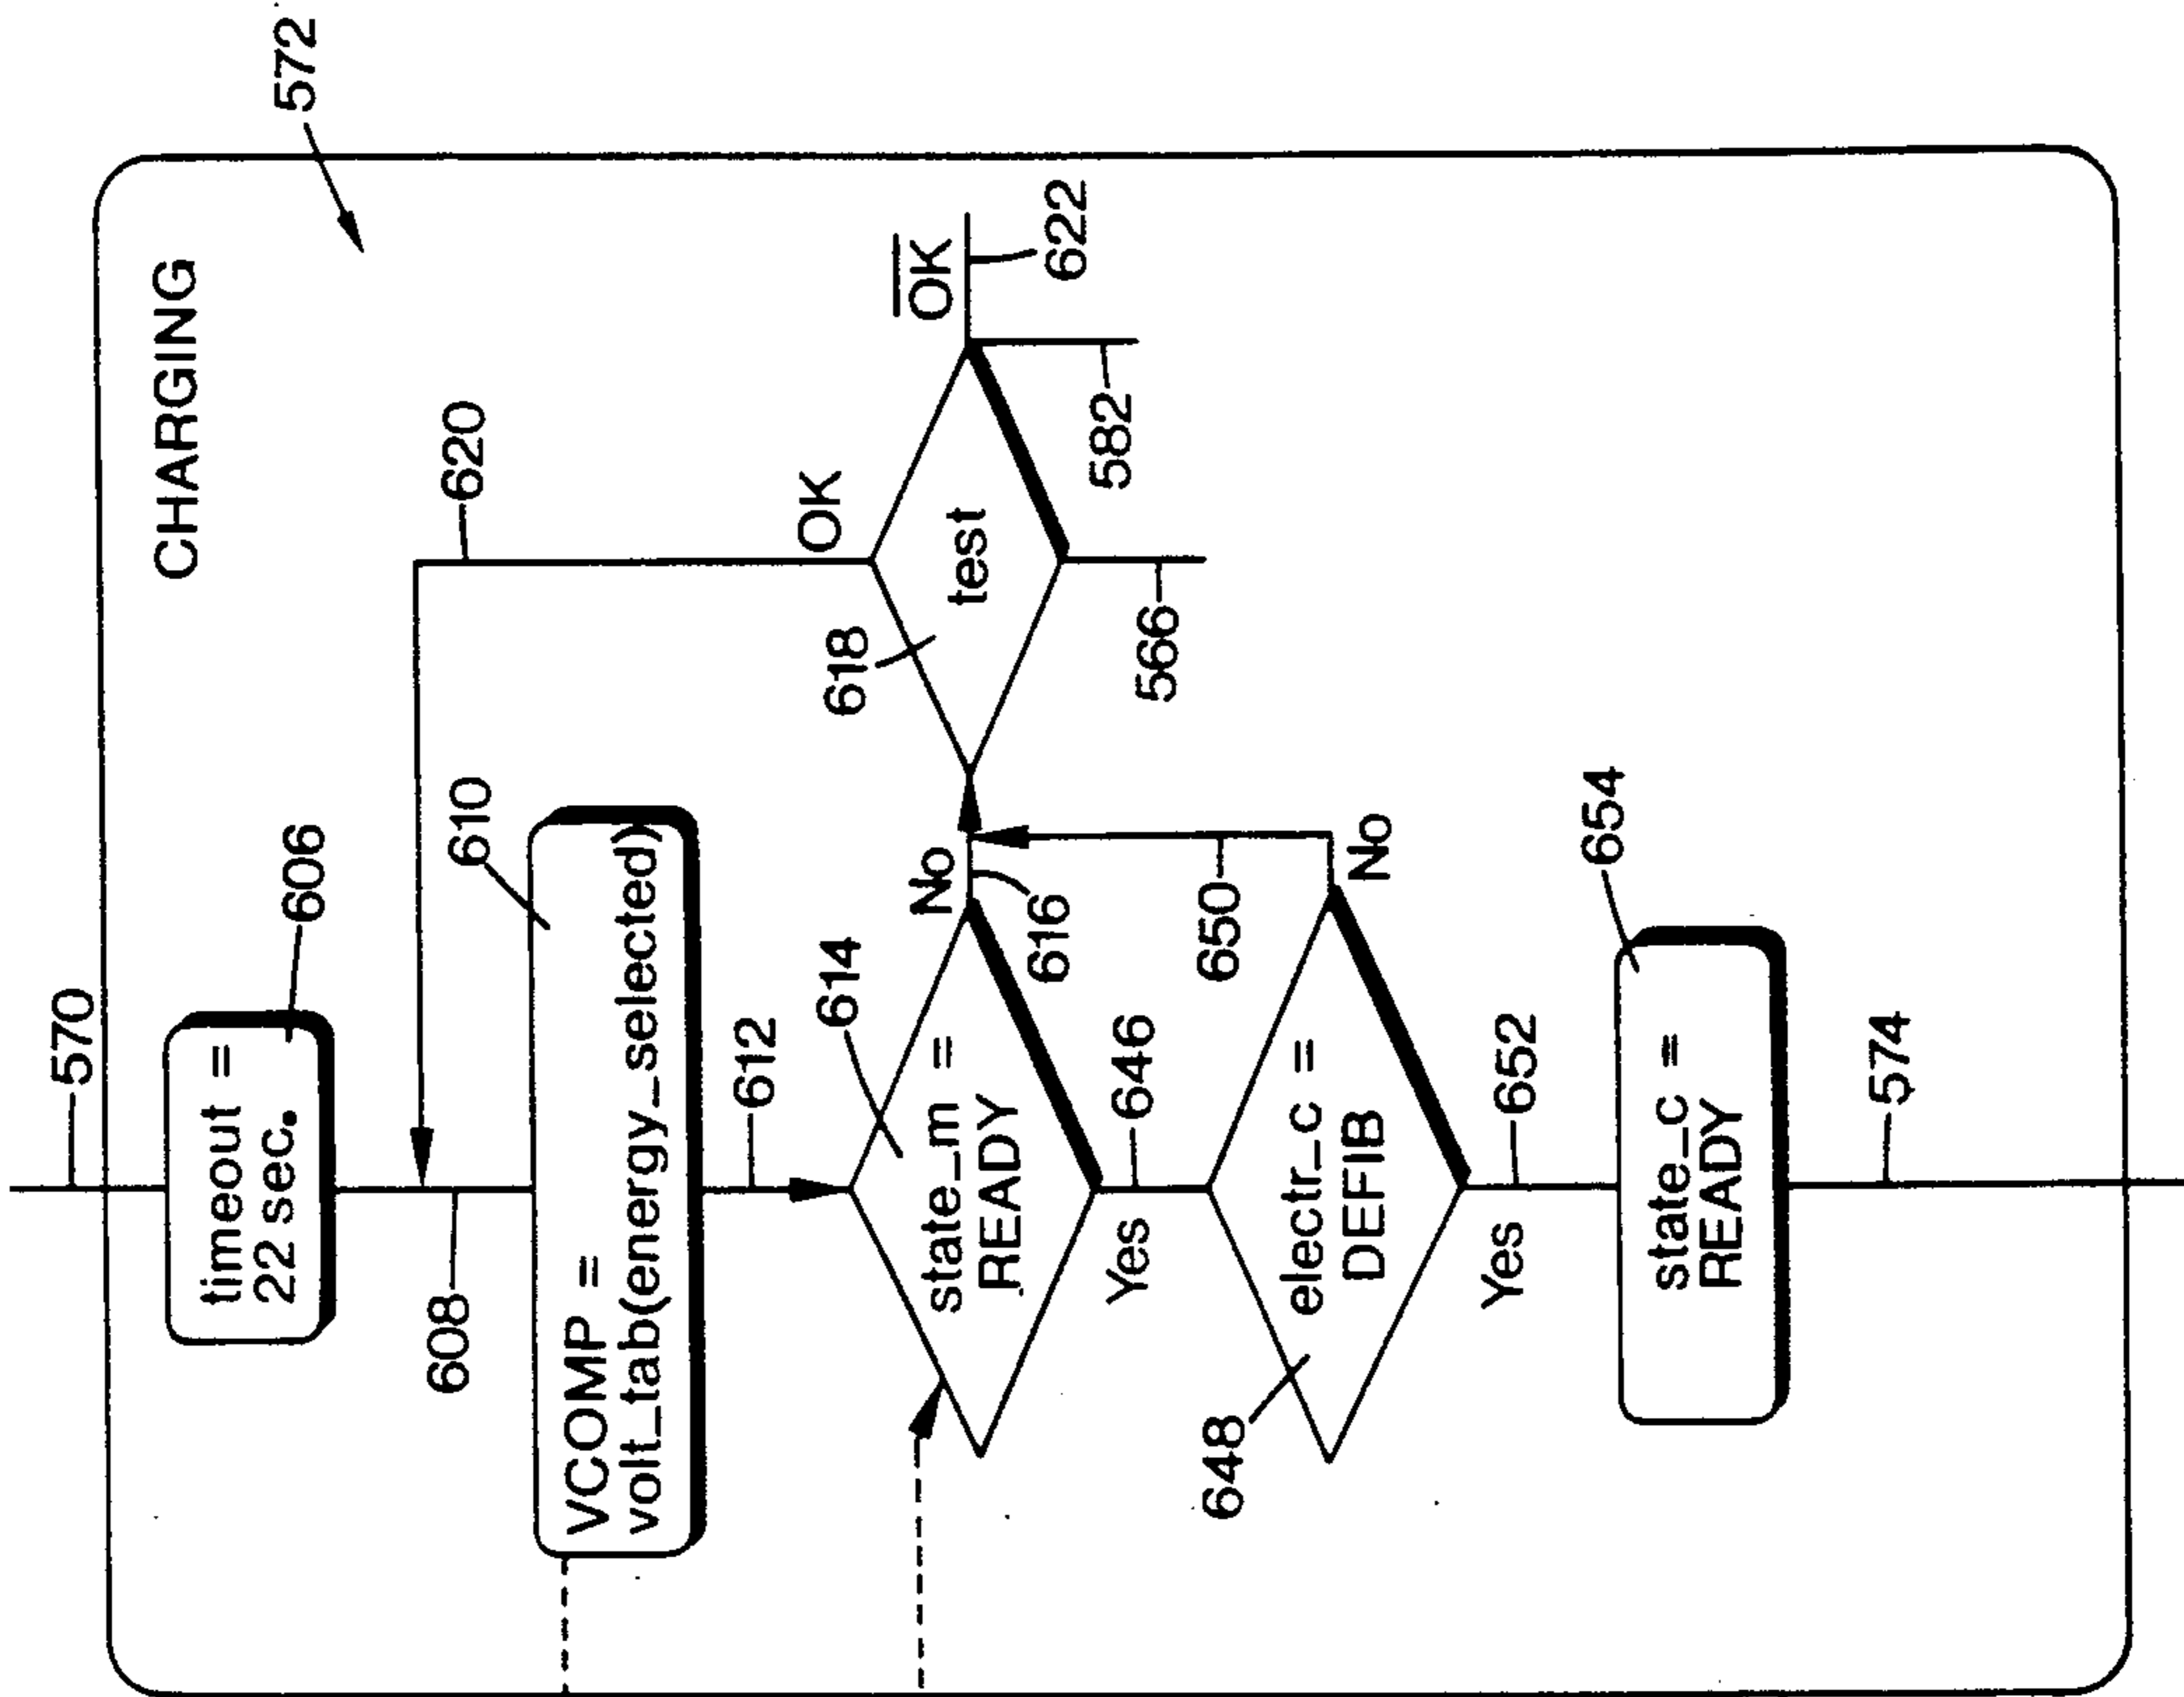 570
572
CHARGING
timeout =
22 sec.
606
608
620
VCOMP =
volt_tab(energy_selected)
610
612
614
state_m =
READY
No
616
618
test
OK
OK
622
582
566
Yes
646
648
electr_c =
DEFIB
No
650
Yes
652
state_c =
READY
654
574